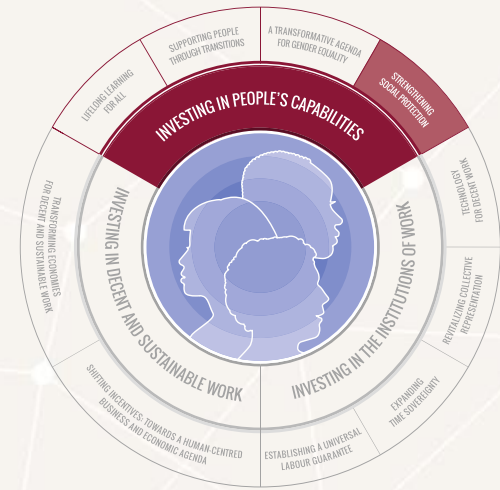 LIFELONG LEARNING
FOR ALL
SUPPORTING PEOPLE
THROUGH TRANSITIONS
A TRANSFORMATIVE AGENDA
FOR GENDER EQUALITY
STRENGTHENING
SOCIAL PROTECTION
INVESTING IN PEOPLE'S CAPABILITIES
TECHNOLOGY
FOR DECENT WORK
REVITALIZING COLLECTIVE
REPRESENTATION
EXPANDING
TIME SOVEREIGNTY
ESTABLISHING A UNIVERSAL
LABOUR GUARANTEE
INVESTING IN THE INSTITUTIONS OF WORK
SHIFTING INCENTIVES: TOWARDS A HUMAN-CENTRED
BUSINESS AND ECONOMIC AGENDA
TRANSFORMING ECONOMIES
FOR DECENT AND SUSTAINABLE WORK
INVESTING IN DECENT AND SUSTAINABLE WORK